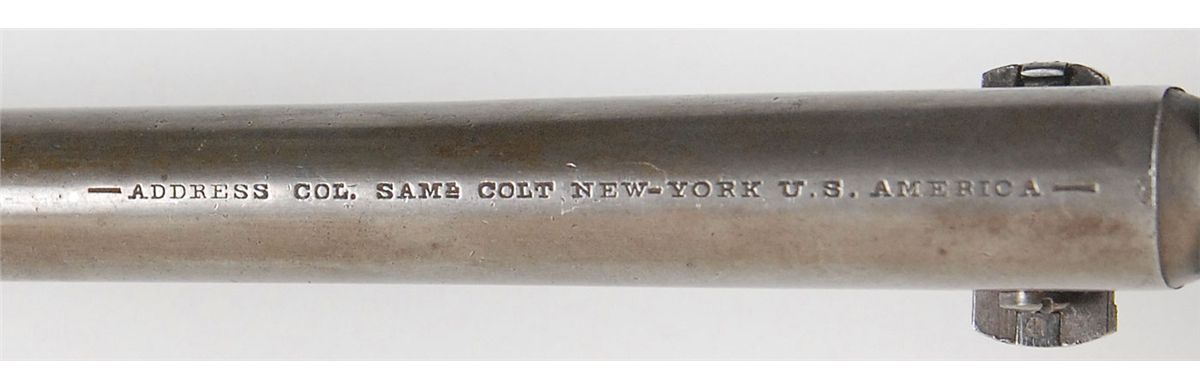 —ADDRESS COL. SAMˡ COLT NEW-YORK U.S. AMERICA—